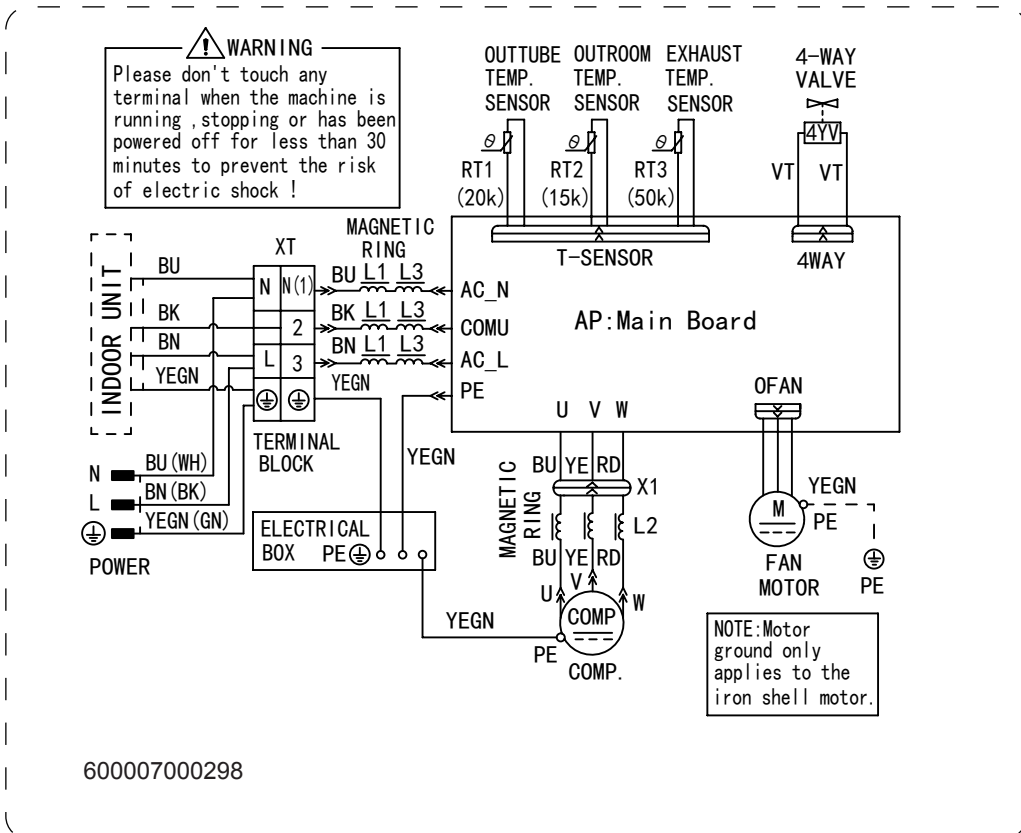 WARNING
Please don't touch any
terminal when the machine is
running ,stopping or has been
powered off for less than 30
minutes to prevent the risk
of electric shock !
OUTTUBE
TEMP.
SENSOR
OUTROOM
TEMP.
SENSOR
EXHAUST
TEMP.
SENSOR
4-WAY
VALVE
θ
RT1
(20k)
θ
RT2
(15k)
θ
RT3
(50k)
4YV
VT VT
T-SENSOR
4WAY
INDOOR UNIT
BU
BK
BN
YEGN
XT
N N(1)
2
L 3
TERMINAL
BLOCK
MAGNETIC
RING
BU L1 L3
BK L1 L3
BN L1 L3
YEGN
AC_N
COMU
AC_L
PE
AP:Main Board
U V W
OFAN
N
L
POWER
BU(WH)
BN(BK)
YEGN(GN)
YEGN
ELECTRICAL
BOX PE
YEGN
MAGNETIC
RING
BU YE RD
X1
L2
BU YE RD
U V W
COMP
PE
COMP.
M
YEGN
PE
FAN
MOTOR
PE
NOTE:Motor
ground only
applies to the
iron shell motor.
600007000298